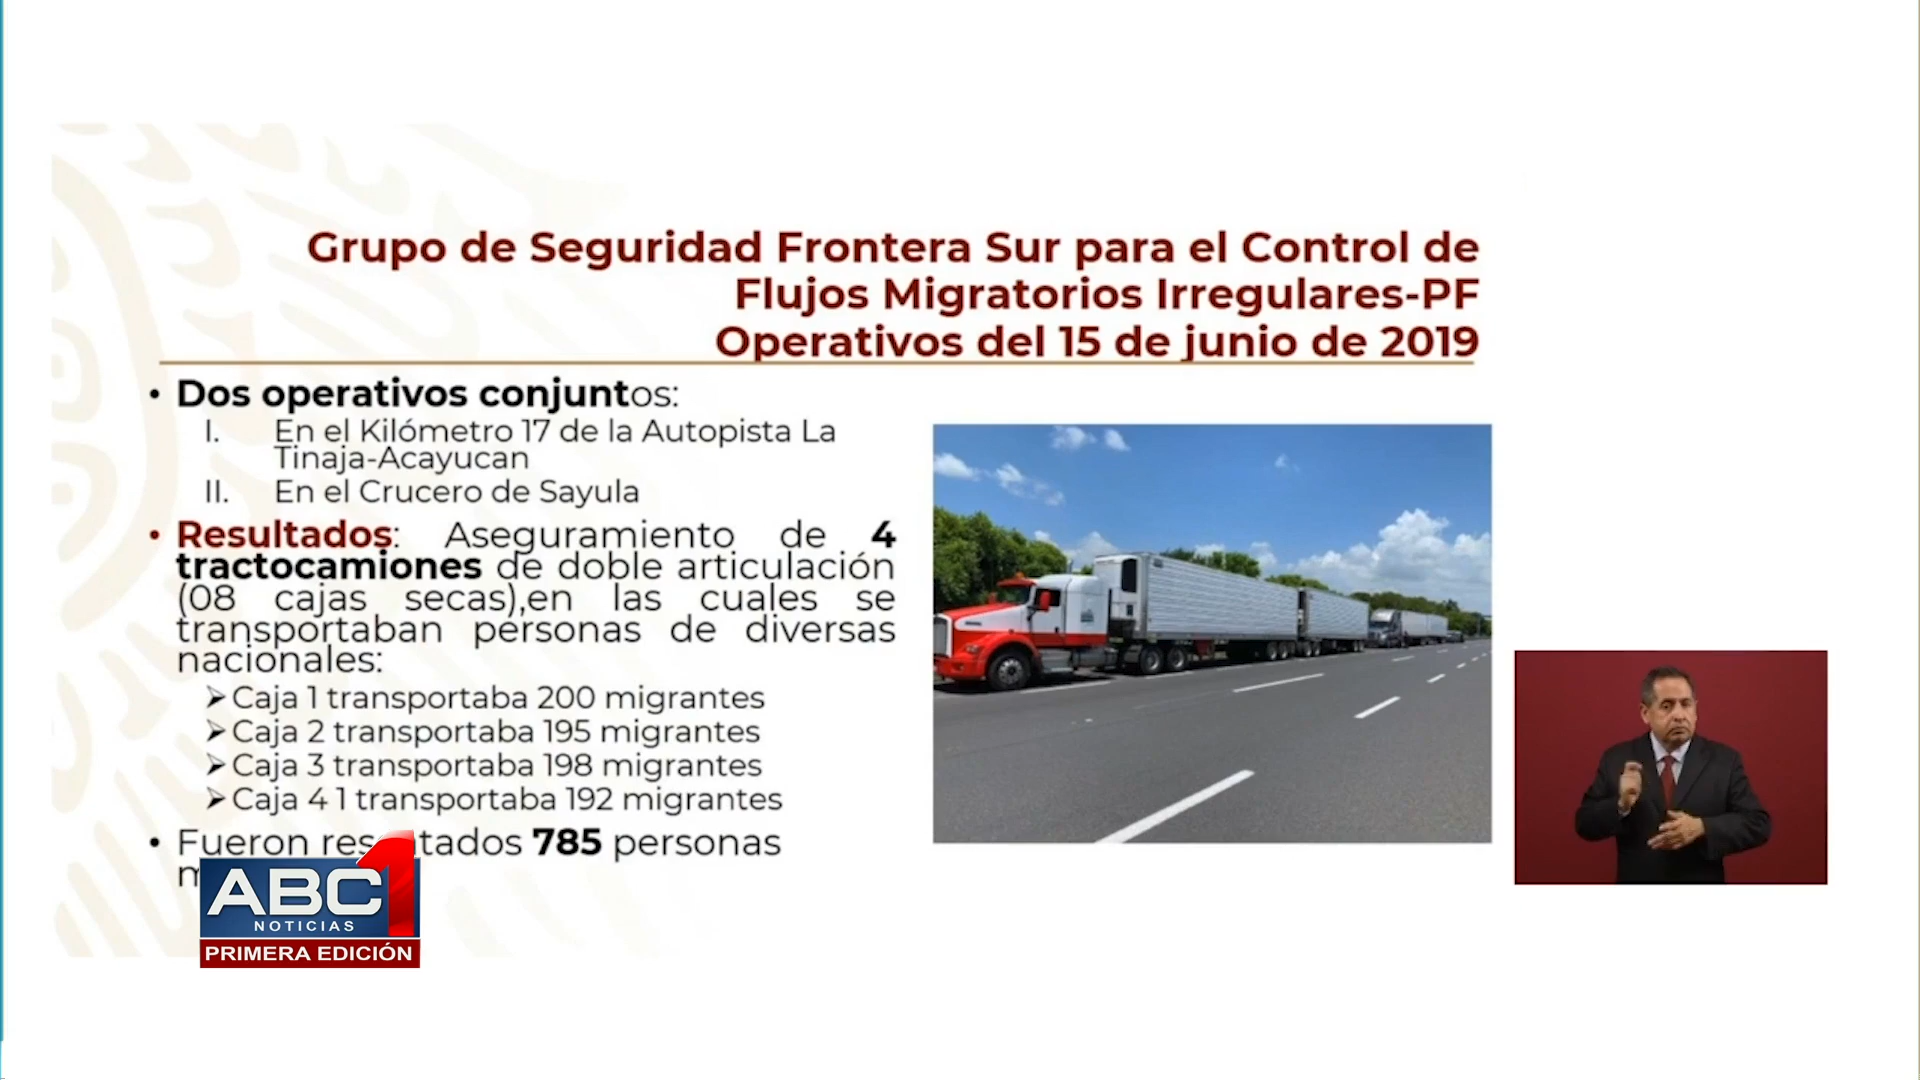 Grupo de Seguridad Frontera Sur para el Control de
Flujos Migratorios Irregulares-PF
Operativos del 15 de junio de 2019
• Dos operativos conjuntos:
I. En el Kilómetro 17 de la Autopista La
Tinaja-Acayucan
II. En el Crucero de Sayula
• Resultados: Aseguramiento de 4
tractocamiones de doble articulación
(08 cajas secas),en las cuales se
transportaban personas de diversas
nacionales:
➢ Caja 1 transportaba 200 migrantes
➢ Caja 2 transportaba 195 migrantes
➢ Caja 3 transportaba 198 migrantes
➢ Caja 4 1 transportaba 192 migrantes
• Fueron 785 personas
ABC 1
NOTICIAS
PRIMERA EDICIÓN